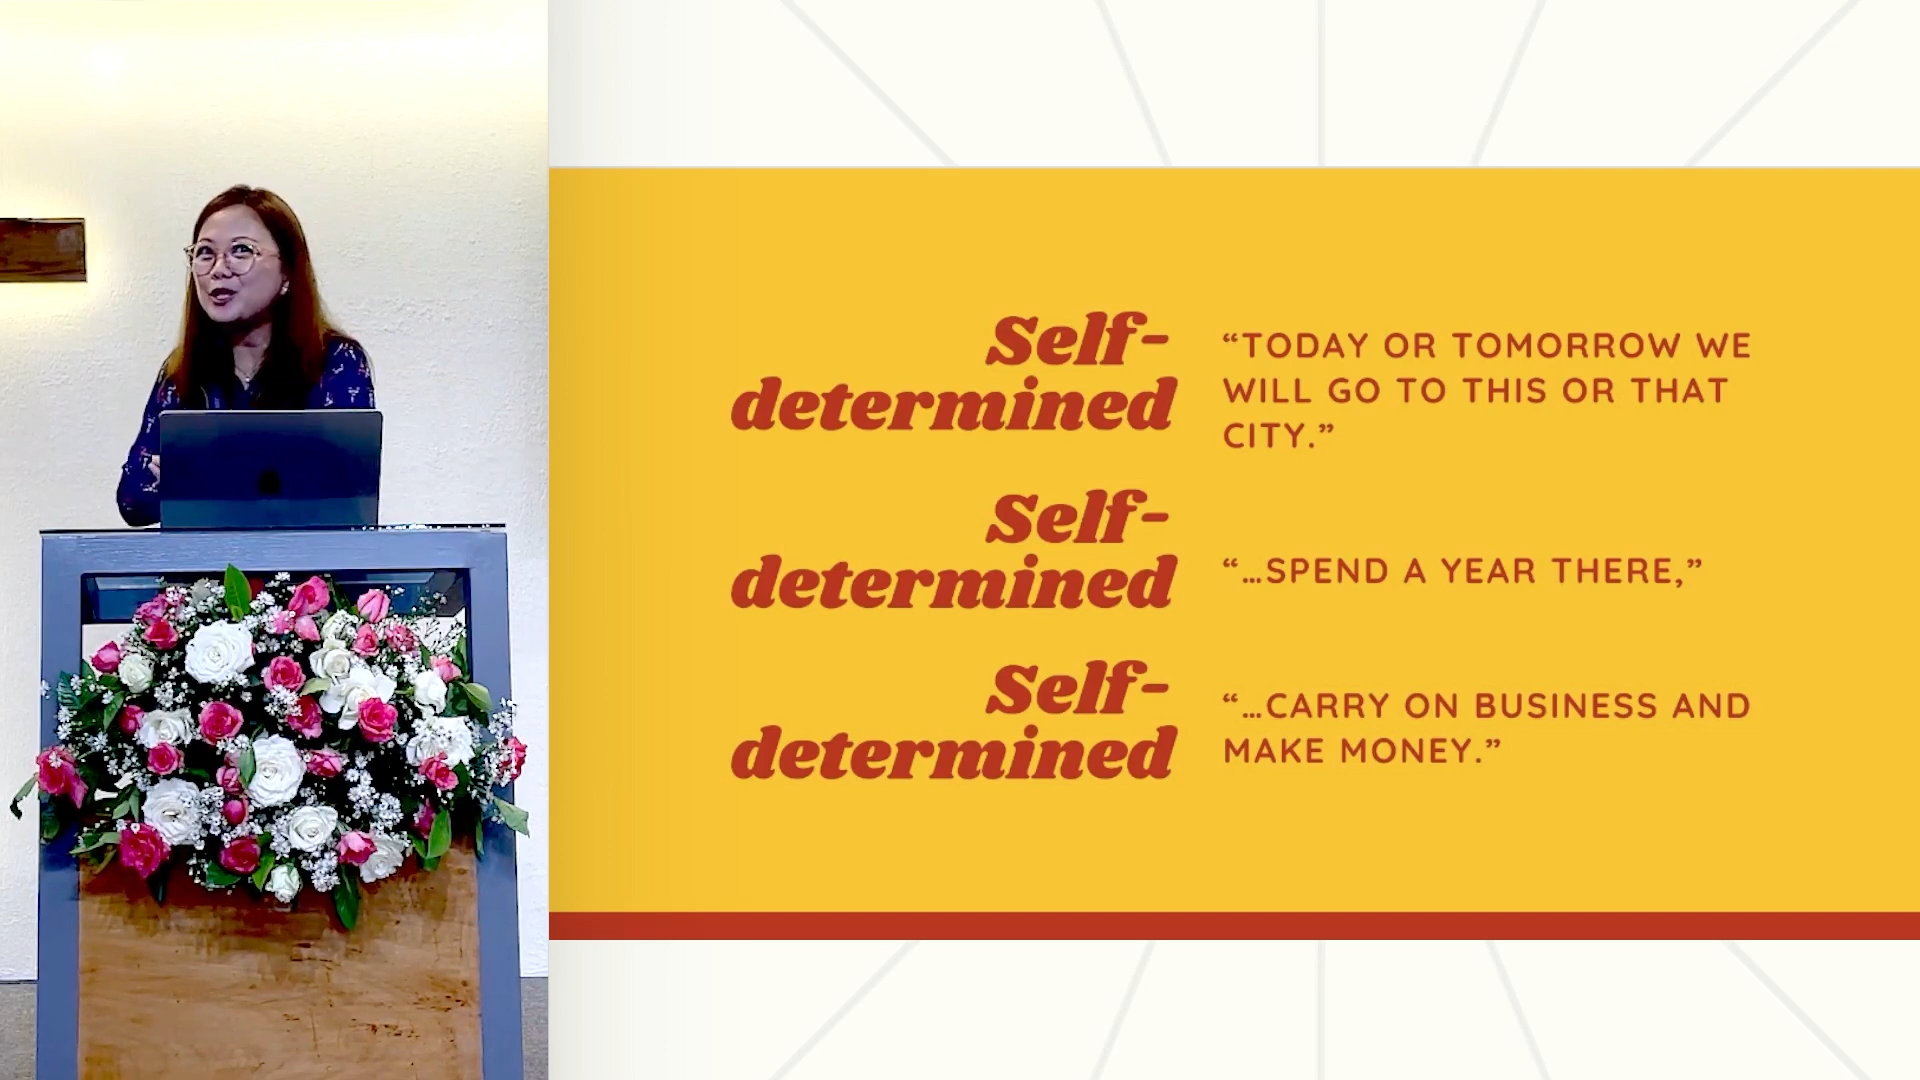 Self-
determined
“TODAY OR TOMORROW WE
WILL GO TO THIS OR THAT
CITY.”
Self-
determined
“…SPEND A YEAR THERE,”
Self-
determined
“…CARRY ON BUSINESS AND
MAKE MONEY.”